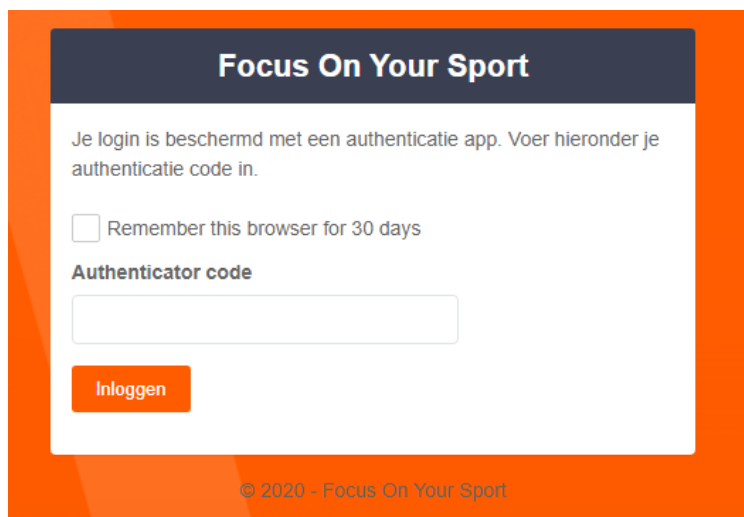 Focus On Your Sport
Je login is beschermd met een authenticatie app. Voer hieronder je
authenticatie code in.
Remember this browser for 30 days
Authenticator code
Inloggen
© 2020 - Focus On Your Sport